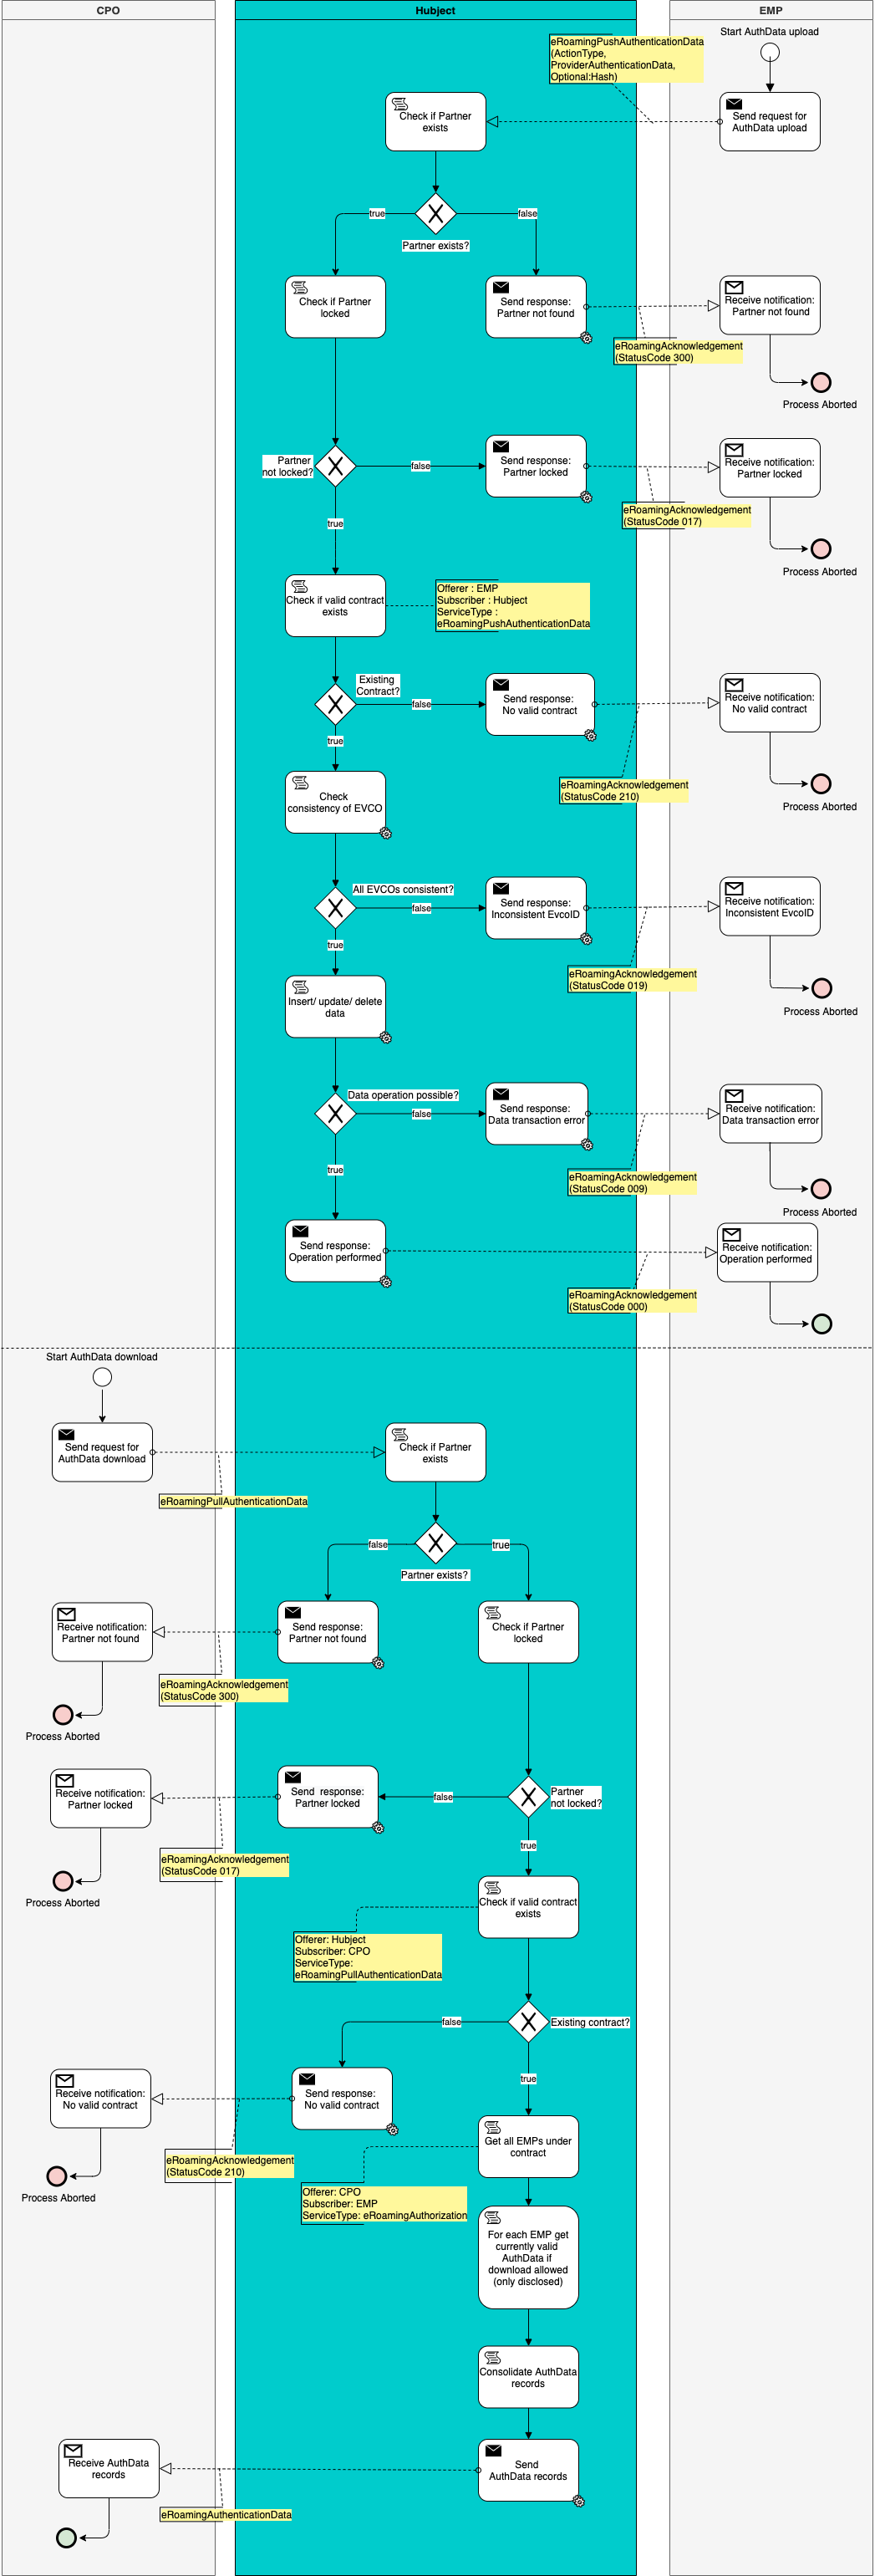 CPO
Hubject
EMP
eRoamingPushAuthenticationData
(ActionType,
ProviderAuthenticationData,
Optional:Hash)
Start AuthData upload
Check if Partner
exists
Send request for
AuthData upload
true
false
Partner exists?
Check if Partner
locked
Send response:
Partner not found
Receive notification:
Partner not found
eRoamingAcknowledgement
(StatusCode 300)
Process Aborted
Partner
not locked?
false
Send response:
Partner locked
Receive notification:
Partner locked
eRoamingAcknowledgement
(StatusCode 017)
true
Process Aborted
Check if valid contract
exists
Offerer : EMP
Subscriber : Hubject
ServiceType :
eRoamingPushAuthenticationData
Existing
Contract?
false
Send response:
No valid contract
Receive notification:
No valid contract
true
eRoamingAcknowledgement
(StatusCode 210)
Process Aborted
Check
consistency of EVCO
All EVCOs consistent?
false
Send response:
Inconsistent EvcoID
Receive notification:
Inconsistent EvcoID
true
eRoamingAcknowledgement
(StatusCode 019)
Process Aborted
Insert/ update/ delete
data
Data operation possible?
false
Send response:
Data transaction error
Receive notification:
Data transaction error
true
eRoamingAcknowledgement
(StatusCode 009)
Process Aborted
Send response:
Operation performed
Receive notification:
Operation performed
eRoamingAcknowledgement
(StatusCode 000)
Start AuthData download
Send request for
AuthData download
Check if Partner
exists
eRoamingPullAuthenticationData
false
true
Partner exists?
Receive notification:
Partner not found
Send response:
Partner not found
Check if Partner
locked
eRoamingAcknowledgement
(StatusCode 300)
Process Aborted
Receive notification:
Partner locked
Send  response:
Partner locked
false
Partner
not locked?
true
eRoamingAcknowledgement
(StatusCode 017)
Process Aborted
Check if valid contract
exists
Offerer: Hubject
Subscriber: CPO
ServiceType:
eRoamingPullAuthenticationData
false
Existing contract?
true
Receive notification:
No valid contract
Send response:
No valid contract
Get all EMPs under
contract
eRoamingAcknowledgement
(StatusCode 210)
Process Aborted
Offerer: CPO
Subscriber: EMP
ServiceType: eRoamingAuthorization
For each EMP get
currently valid
AuthData if
download allowed
(only disclosed)
Consolidate AuthData
records
Receive AuthData
records
Send
AuthData records
eRoamingAuthenticationData